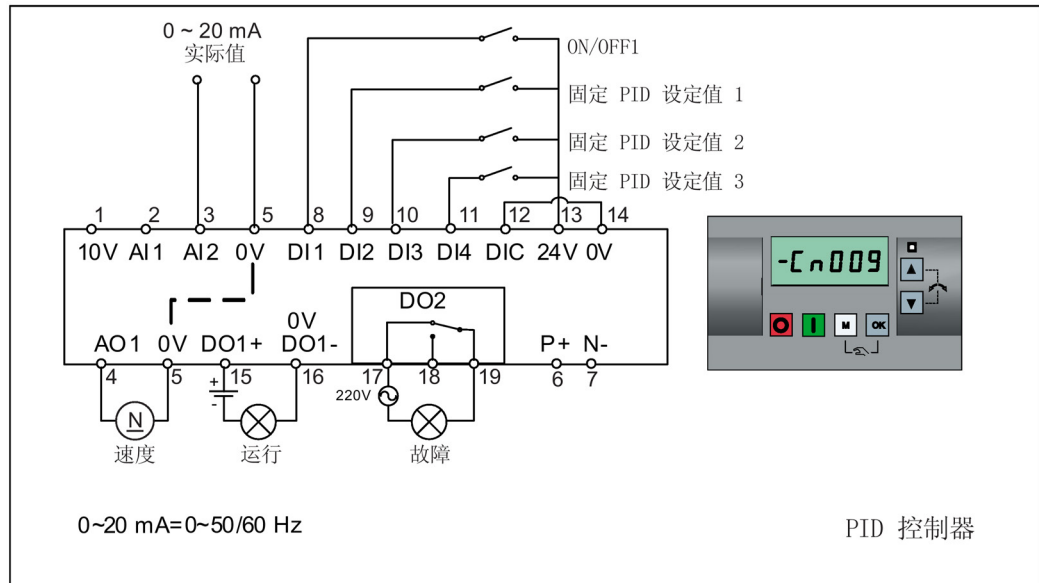 0 ~ 20 mA
实际值
ON/OFF1
固定 PID 设定值 1
固定 PID 设定值 2
固定 PID 设定值 3
1 2 3 5 8 9 10 11 12 13 14
10V AI1 AI2 0V DI1 DI2 DI3 DI4 DIC 24V 0V
-Cn009
M OK
DO2
0V
AO1 0V DO1+ DO1- P+ N-
4 5 15 16 17 18 19 6 7
+
-
220V
N
速度 运行 故障
0~20 mA=0~50/60 Hz
PID 控制器